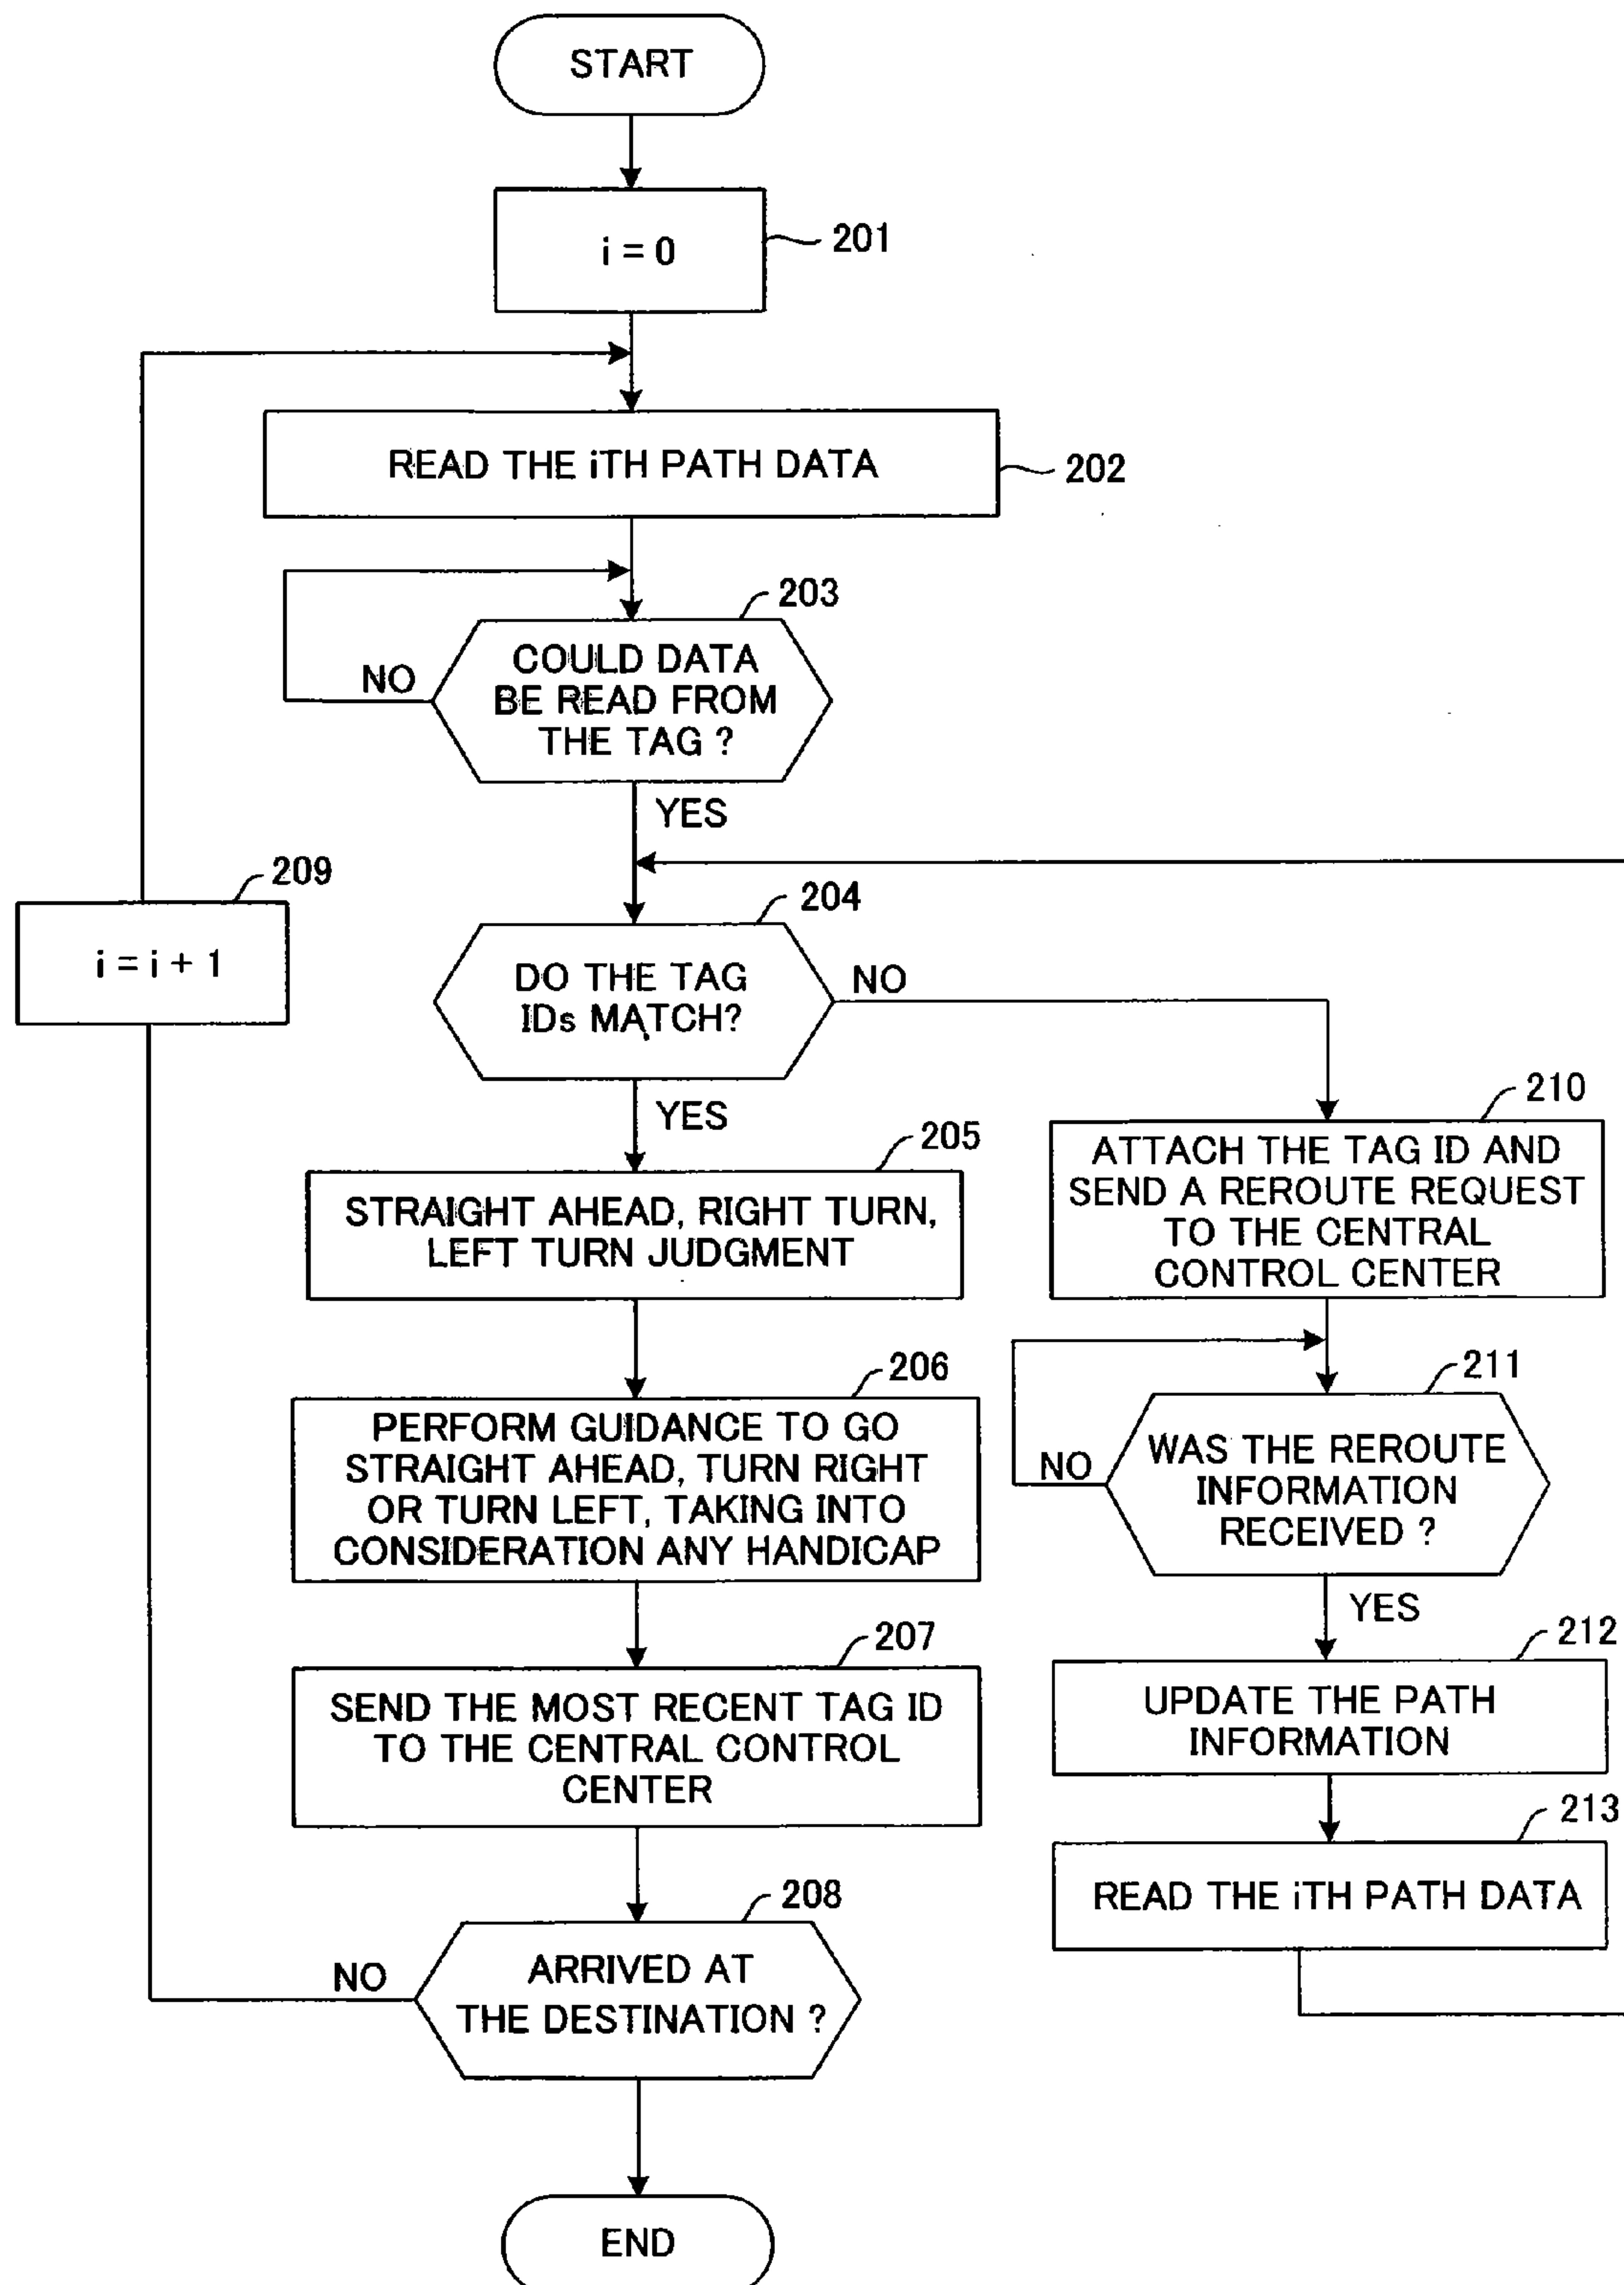 START
i = 0
201
READ THE iTH PATH DATA
202
203
COULD DATA
BE READ FROM
THE TAG ?
NO
YES
209
i = i + 1
204
DO THE TAG
IDs MATCH?
NO
YES
205
STRAIGHT AHEAD, RIGHT TURN,
LEFT TURN JUDGMENT
206
PERFORM GUIDANCE TO GO
STRAIGHT AHEAD, TURN RIGHT
OR TURN LEFT, TAKING INTO
CONSIDERATION ANY HANDICAP
207
SEND THE MOST RECENT TAG ID
TO THE CENTRAL CONTROL
CENTER
208
ARRIVED AT
THE DESTINATION ?
NO
END
210
ATTACH THE TAG ID AND
SEND A REROUTE REQUEST
TO THE CENTRAL
CONTROL CENTER
211
WAS THE REROUTE
INFORMATION
RECEIVED ?
NO
YES
212
UPDATE THE PATH
INFORMATION
213
READ THE iTH PATH DATA